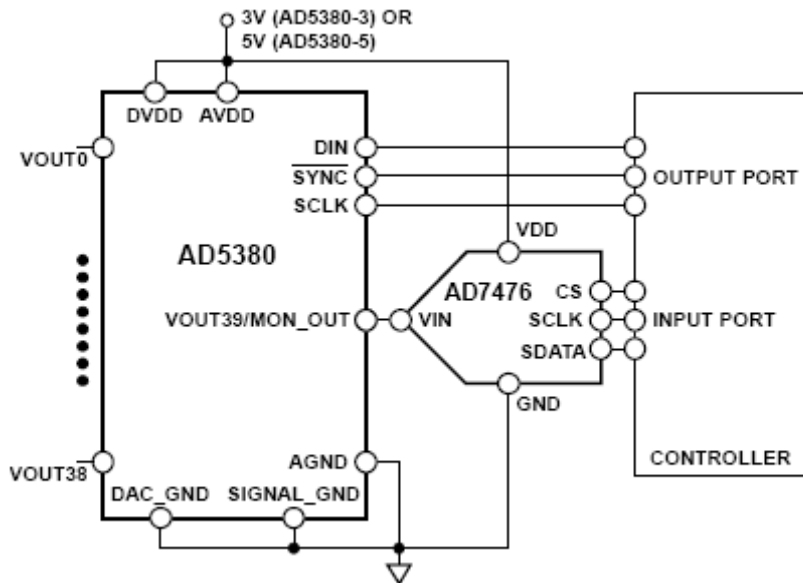 3V (AD5380-3) OR
5V (AD5380-5)
DVDD
AVDD
VOUT0
DIN
SYNC
SCLK
OUTPUT PORT
AD5380
VDD
AD7476
CS
VOUT39/MON_OUT
VIN
SCLK
INPUT PORT
SDATA
GND
VOUT38
AGND
CONTROLLER
DAC_GND
SIGNAL_GND